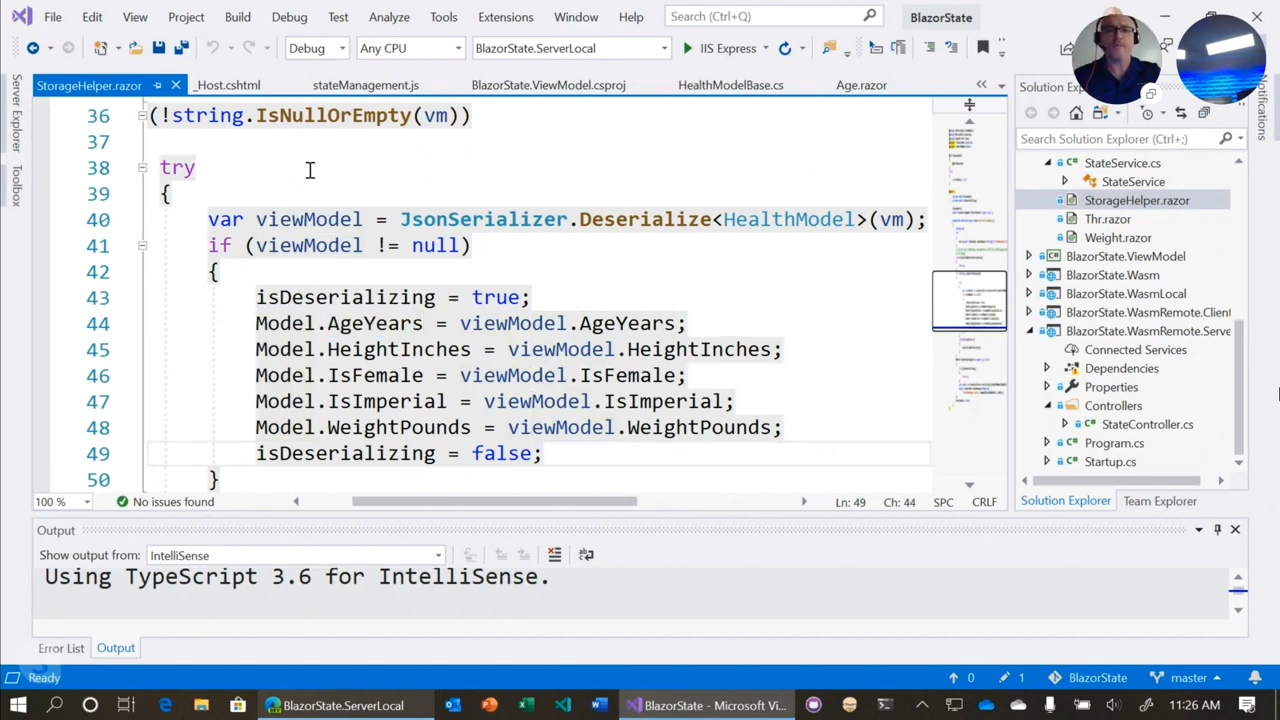 File Edit View Project Build Debug Test Analyze Tools Extensions Window Help Search (Ctrl+Q) BlazorState
Debug Any CPU BlazorState.ServerLocal IIS Express
StorageHelper.razor _Host.cshtml stateManagement.js BlazorState.ViewModel.csproj HealthModelBase.cs Age.razor
Server Explorer
Toolbox
36 (!string.IsNullOrEmpty(vm))
37
38 try
39 {
40 var viewModel = JsonSerializer.Deserialize<HealthModel>(vm);
41 if (viewModel != null)
42 {
43 isDeserializing = true;
44 Model.AgeYears = viewModel.AgeYears;
45 Model.HeightInches = viewModel.HeightInches;
46 Model.IsFemale = viewModel.IsFemale;
47 Model.IsImperial = viewModel.IsImperial;
48 Model.WeightPounds = viewModel.WeightPounds;
49 isDeserializing = false;
50 }
100 % No issues found Ln: 49 Ch: 44 SPC CRLF
Solution Explorer
Search Solution Explorer (Ctrl+;)
StateService.cs
StateService
StorageHelper.razor
Thr.razor
Weight.razor
BlazorState.ViewModel
BlazorState.Wasm
BlazorState.WasmLocal
BlazorState.WasmRemote.Client
BlazorState.WasmRemote.Serve
Connected Services
Dependencies
Properties
Controllers
StateController.cs
Program.cs
Startup.cs
Solution Explorer Team Explorer
Notifications
Output
Show output from: IntelliSense
Using TypeScript 3.6 for IntelliSense.
Error List Output
Ready 0 1 BlazorState master
BlazorState.ServerLocal BlazorState - Microsoft Vi... 11:26 AM